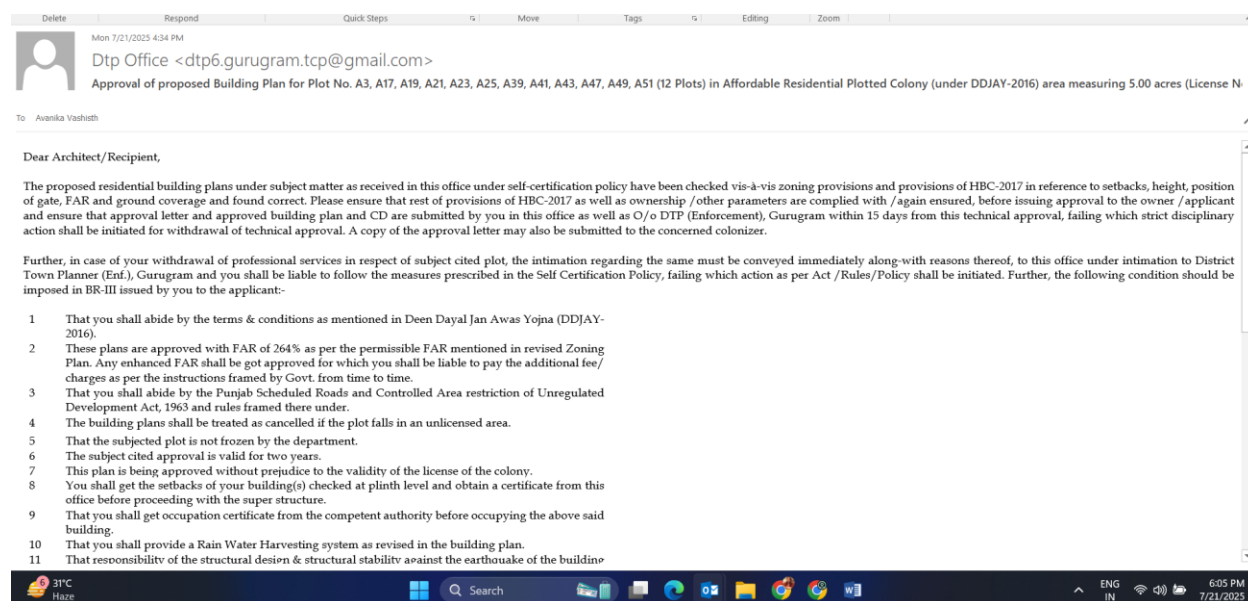 Delete Respond Quick Steps Move Tags Editing Zoom
Mon 7/21/2025 4:34 PM
Dtp Office <dtp6.gurugram.tcp@gmail.com>
Approval of proposed Building Plan for Plot No. A3, A17, A19, A21, A23, A25, A39, A41, A43, A47, A49, A51 (12 Plots) in Affordable Residential Plotted Colony (under DDJAY-2016) area measuring 5.00 acres (License N
To Avanika Vashisth
Dear Architect/Recipient,
The proposed residential building plans under subject matter as received in this office under self-certification policy have been checked vis-à-vis zoning provisions and provisions of HBC-2017 in reference to setbacks, height, position
of gate, FAR and ground coverage and found correct. Please ensure that rest of provisions of HBC-2017 as well as ownership /other parameters are complied with /again ensured, before issuing approval to the owner /applicant
and ensure that approval letter and approved building plan and CD are submitted by you in this office as well as O/o DTP (Enforcement), Gurugram within 15 days from this technical approval, failing which strict disciplinary
action shall be initiated for withdrawal of technical approval. A copy of the approval letter may also be submitted to the concerned colonizer.
Further, in case of your withdrawal of professional services in respect of subject cited plot, the intimation regarding the same must be conveyed immediately along-with reasons thereof, to this office under intimation to District
Town Planner (Enf.), Gurugram and you shall be liable to follow the measures prescribed in the Self Certification Policy, failing which action as per Act /Rules/Policy shall be initiated. Further, the following condition should be
imposed in BR-III issued by you to the applicant:-
1 That you shall abide by the terms & conditions as mentioned in Deen Dayal Jan Awas Yojna (DDJAY-
2016).
2 These plans are approved with FAR of 264% as per the permissible FAR mentioned in revised Zoning
Plan. Any enhanced FAR shall be got approved for which you shall be liable to pay the additional fee/
charges as per the instructions framed by Govt. from time to time.
3 That you shall abide by the Punjab Scheduled Roads and Controlled Area restriction of Unregulated
Development Act, 1963 and rules framed there under.
4 The building plans shall be treated as cancelled if the plot falls in an unlicensed area.
5 That the subjected plot is not frozen by the department.
6 The subject cited approval is valid for two years.
7 This plan is being approved without prejudice to the validity of the license of the colony.
8 You shall get the setbacks of your building(s) checked at plinth level and obtain a certificate from this
office before proceeding with the super structure.
9 That you shall get occupation certificate from the competent authority before occupying the above said
building.
10 That you shall provide a Rain Water Harvesting system as revised in the building plan.
11 That responsibility of the structural design & structural stability against the earthquake of the building
6 31°C
Haze
Search
ENG
IN
6:05 PM
7/21/2025